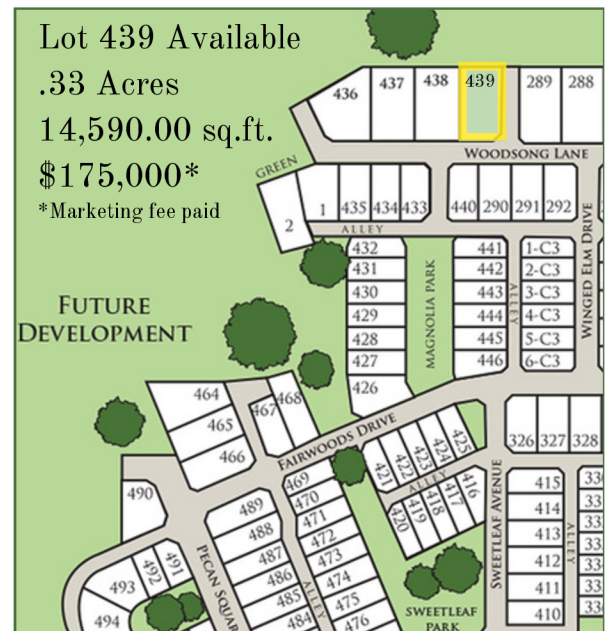 Lot 439 Available
.33 Acres
14,590.00 sq.ft.
$175,000*
*Marketing fee paid
436
437
438
439
289
288
WOODSONG LANE
GREEN
2
1
435
434
433
440
290
291
292
ALLEY
WINGED ELM DRIVE
432
431
430
429
428
427
426
MAGNOLIA PARK
441
442
443
444
445
446
ALLEY
1-C3
2-C3
3-C3
4-C3
5-C3
6-C3
FUTURE
DEVELOPMENT
464
465
466
467
468
FAIRWOODS DRIVE
421
422
423
424
425
ALLEY
420
419
418
417
416
326
327
328
SWEETLEAF AVENUE
415
414
413
412
411
410
ALLEY
33
33
33
33
33
490
489
488
487
486
485
484
469
470
471
472
473
474
475
476
ALLEY
PECAN SQUAR
491
492
493
494
SWEETLEAF
PARK